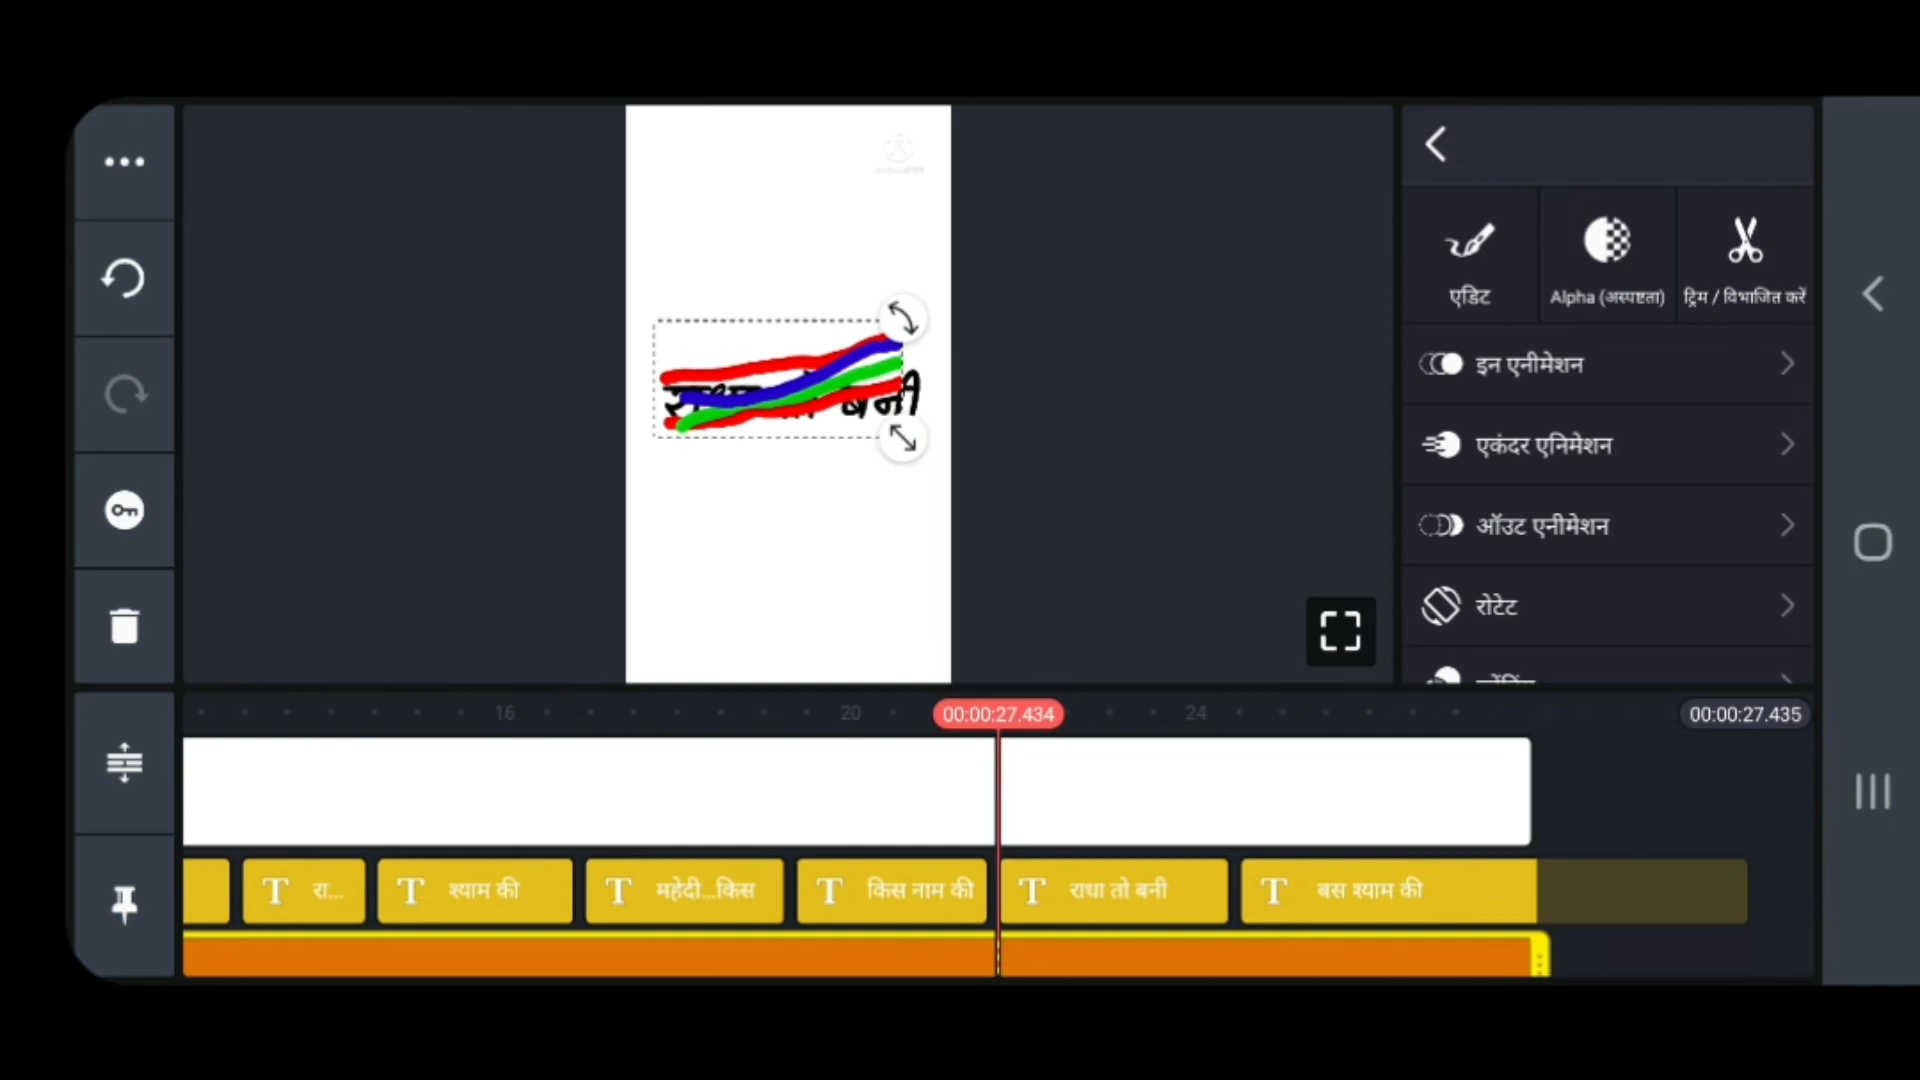 राधा तो बनी
एडिट
Alpha (अस्पष्टता)
ट्रिम / विभाजित करें
इन एनीमेशन
एकंदर एनिमेशन
ऑउट एनीमेशन
रोटेट
16
20
00:00:27.434
24
00:00:27.435
T रा...
T श्याम की
T महेदी...किस
T किस नाम की
T राधा तो बनी
T बस श्याम की